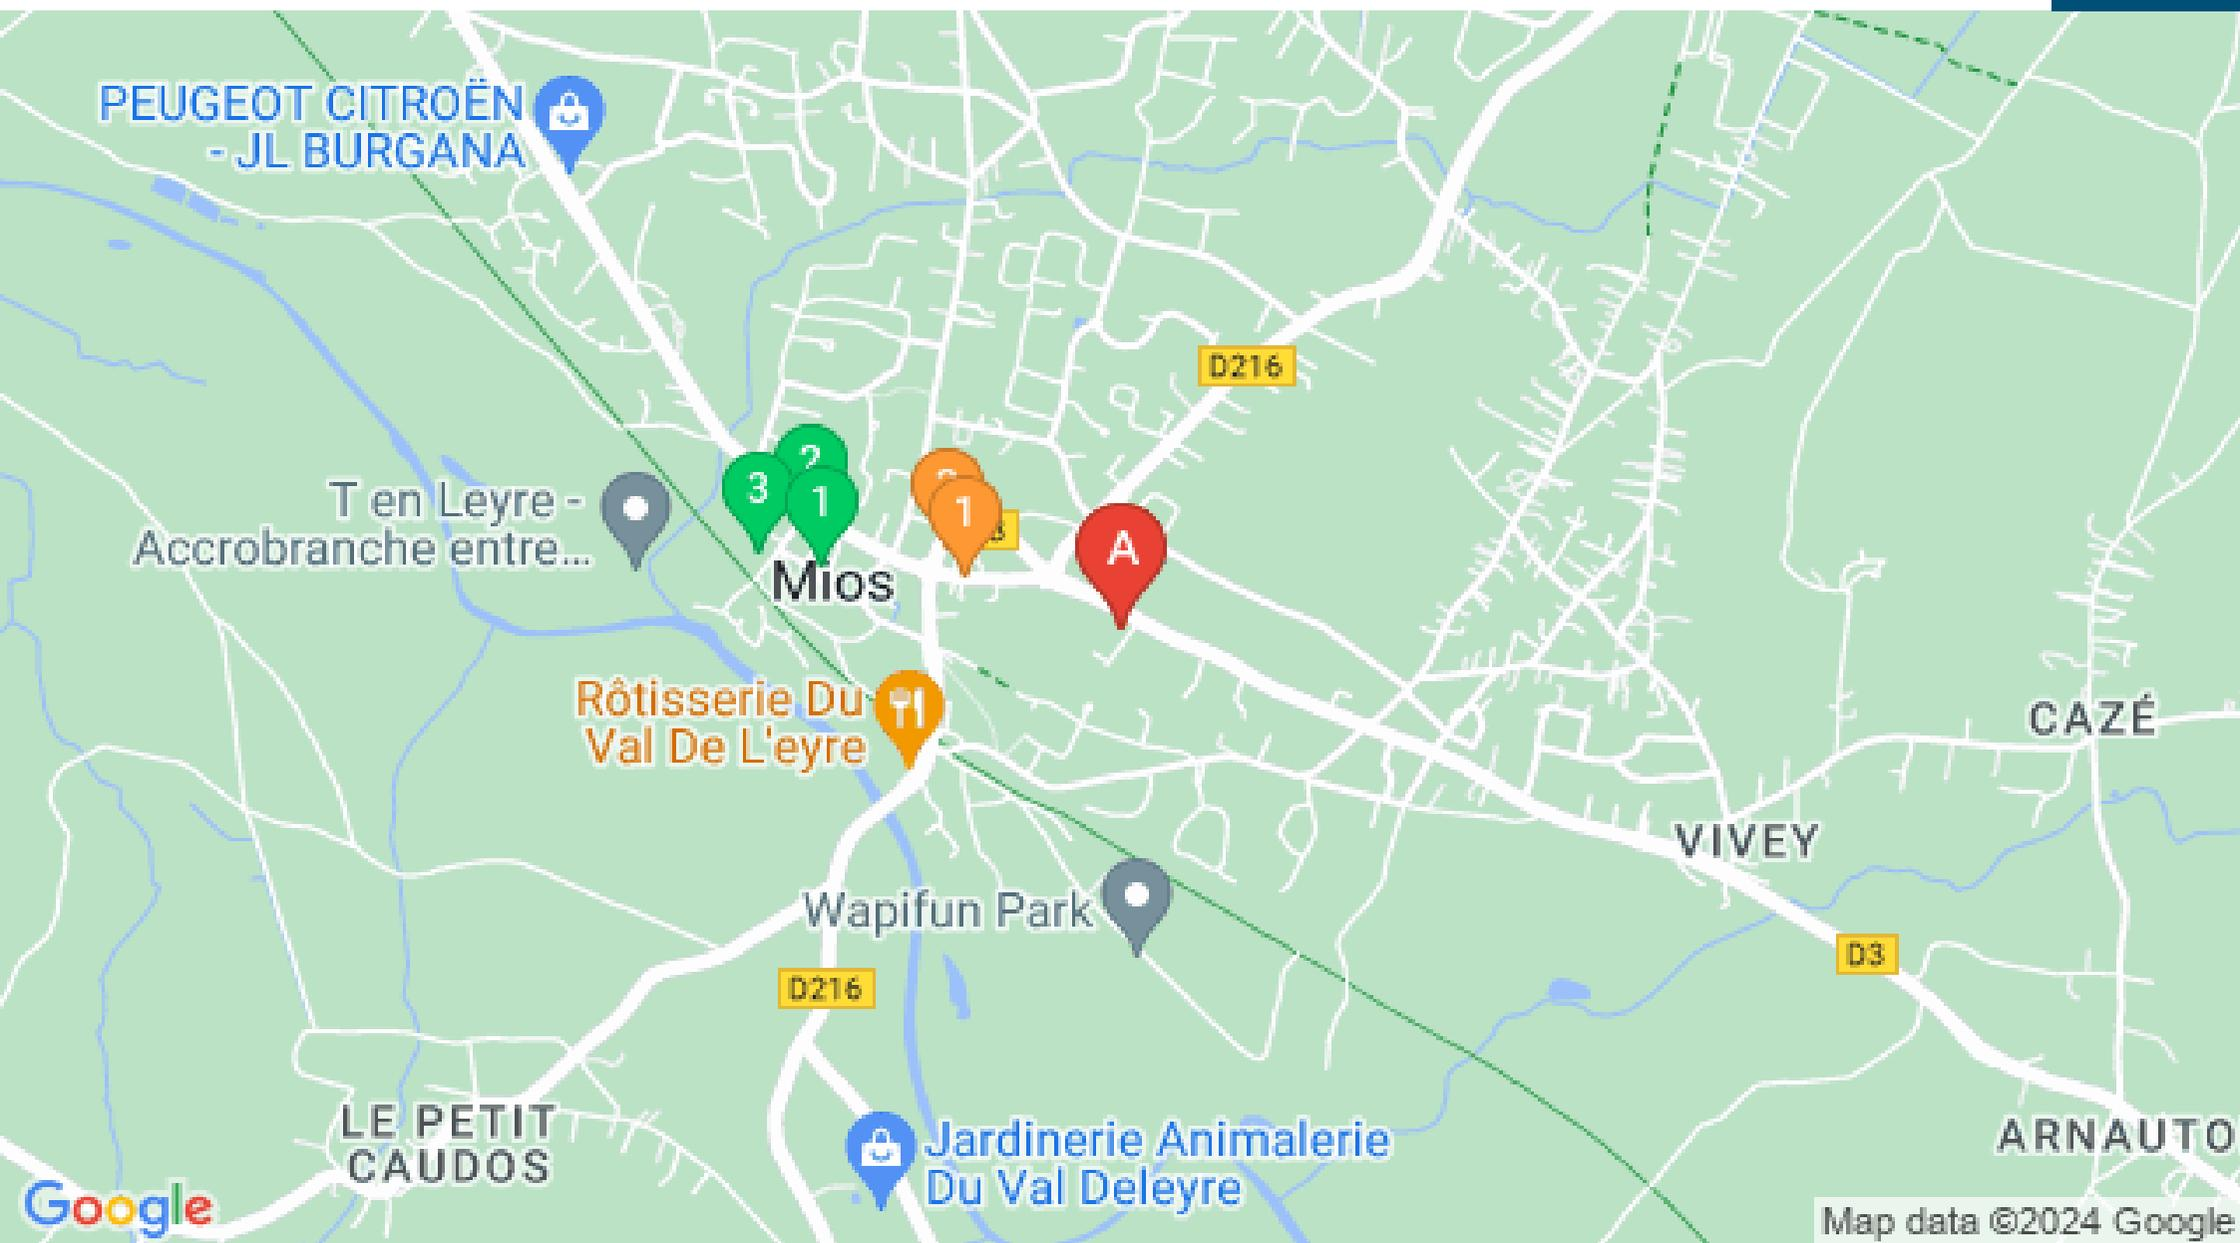 PEUGEOT CITROËN
- JL BURGANA
D216
2
3
1
1
T en Leyre -
Accrobranche entre...
A
Mios
Rôtisserie Du
Val De L'eyre
CAZÉ
VIVEY
Wapifun Park
D3
D216
LE PETIT
CAUDOS
Jardinerie Animalerie
Du Val Deleyre
ARNAUTO
Google
Map data ©2024 Google